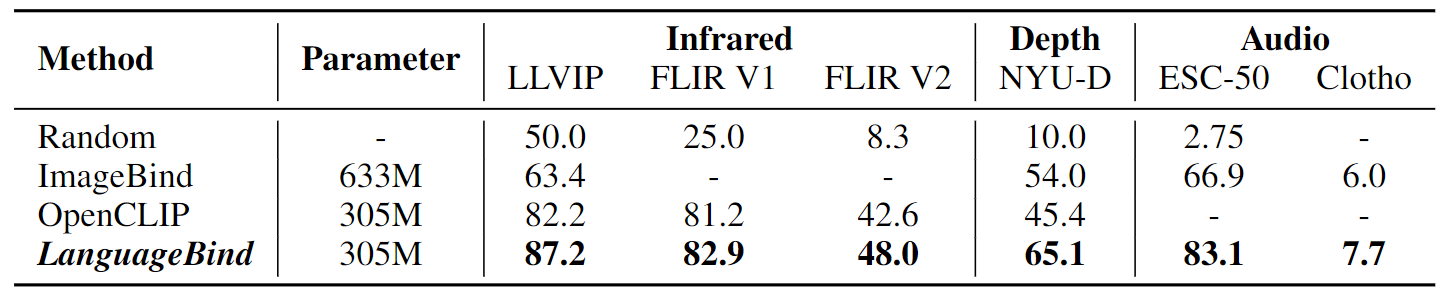 Method Parameter Infrared Depth Audio
LLVIP FLIR V1 FLIR V2 NYU-D ESC-50 Clotho
Random - 50.0 25.0 8.3 10.0 2.75 -
ImageBind 633M 63.4 - - 54.0 66.9 6.0
OpenCLIP 305M 82.2 81.2 42.6 45.4 - -
LanguageBind 305M 87.2 82.9 48.0 65.1 83.1 7.7